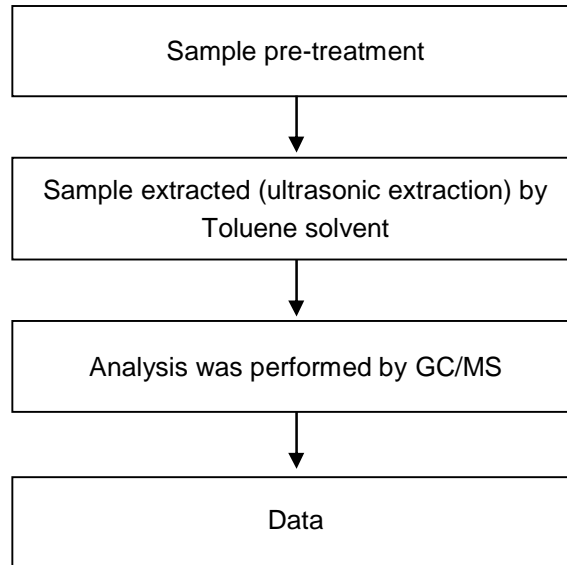 Sample pre-treatment
Sample extracted (ultrasonic extraction) by
Toluene solvent
Analysis was performed by GC/MS
Data